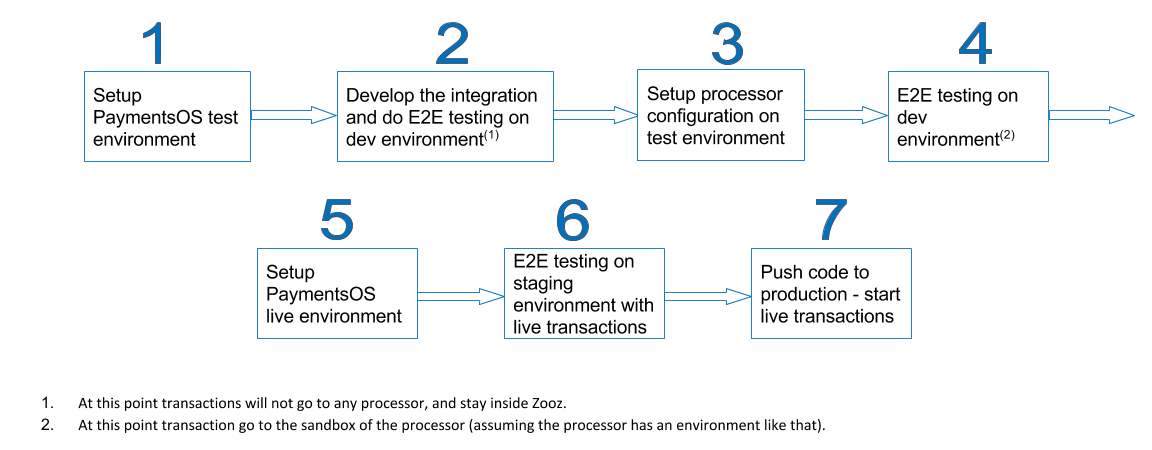 1
Setup
PaymentsOS test
environment
2
Develop the integration
and do E2E testing on
dev environment(1)
3
Setup processor
configuration on
test environment
4
E2E testing on
dev
environment(2)
5
Setup
PaymentsOS
live environment
6
E2E testing on
staging
environment with
live transactions
7
Push code to
production - start
live transactions
1. At this point transactions will not go to any processor, and stay inside Zooz.
2. At this point transaction go to the sandbox of the processor (assuming the processor has an environment like that).